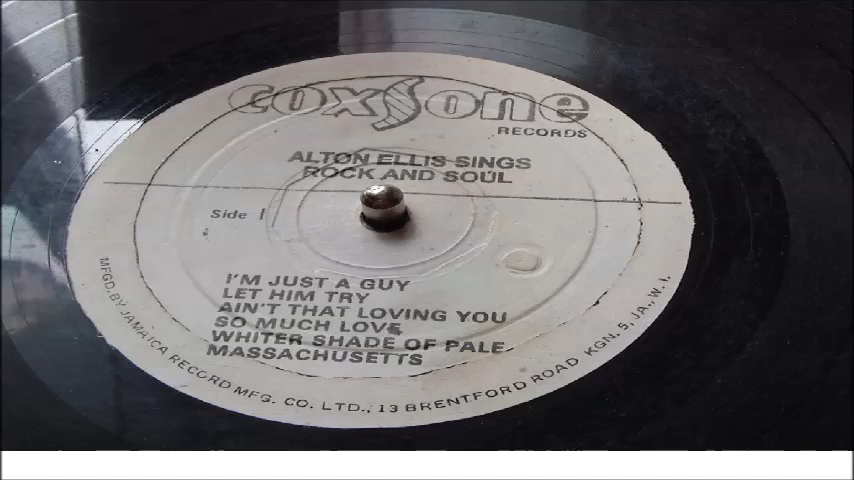 coxsone
RECORDS
ALTON ELLIS SINGS
ROCK AND SOUL
Side I
I'M JUST A GUY
LET HIM TRY
AIN'T THAT LOVING YOU
SO MUCH LOVE
WHITER SHADE OF PALE
MASSACHUSETTS
MFGD. BY JAMAICA RECORD MFG. CO. LTD., 13 BRENTFORD ROAD KGN. 5, JA., W. I.